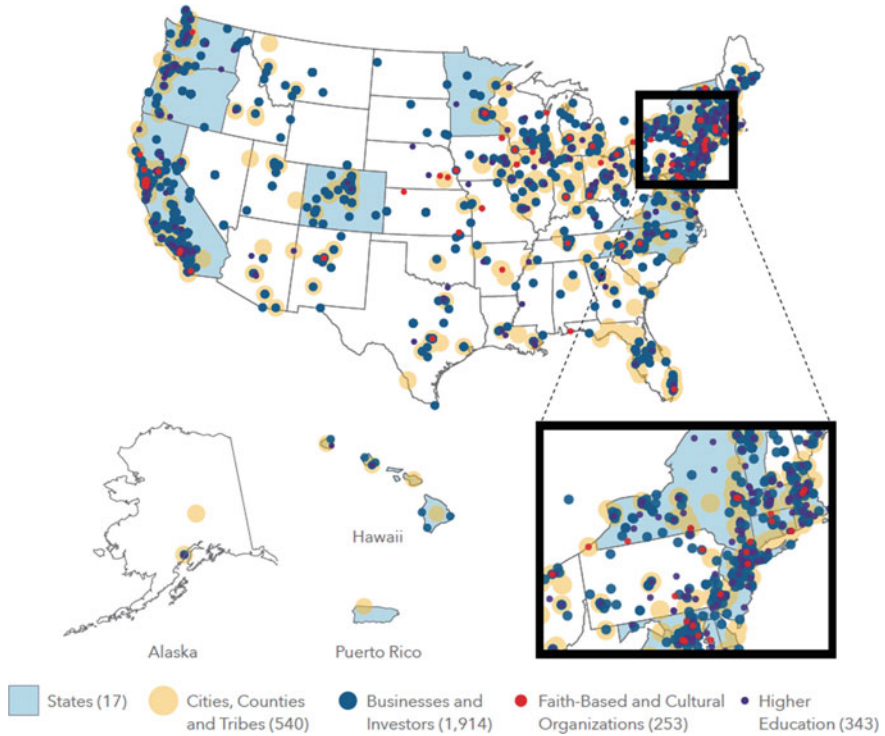 Hawaii
Alaska
Puerto Rico
States (17)
Cities, Counties
and Tribes (540)
Businesses and
Investors (1,914)
Faith-Based and Cultural
Organizations (253)
Higher
Education (343)